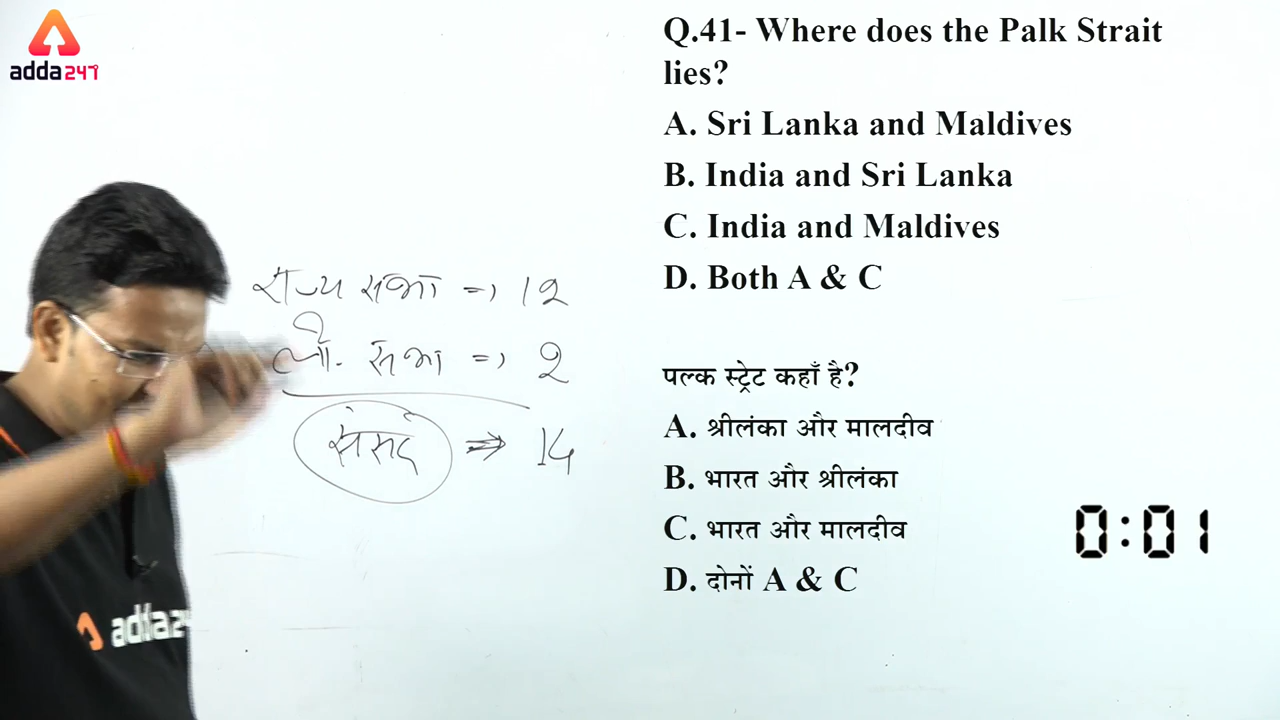 adda247
Q.41- Where does the Palk Strait
lies?
A. Sri Lanka and Maldives
B. India and Sri Lanka
C. India and Maldives
D. Both A & C
राज्य सभा => 12
लो. सभा => 2
संसद => 14
पल्क स्ट्रेट कहाँ है?
A. श्रीलंका और मालदीव
B. भारत और श्रीलंका
C. भारत और मालदीव
D. दोनों A & C
0:01
adda24